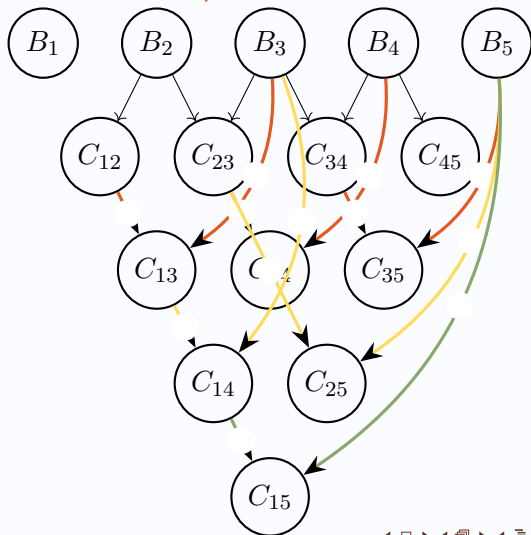 B₁ B₂ B₃ B₄ B₅
C₁₂ C₂₃ C₃₄ C₄₅
C₁₃ C₃₅
C₁₄ C₂₅
C₁₅